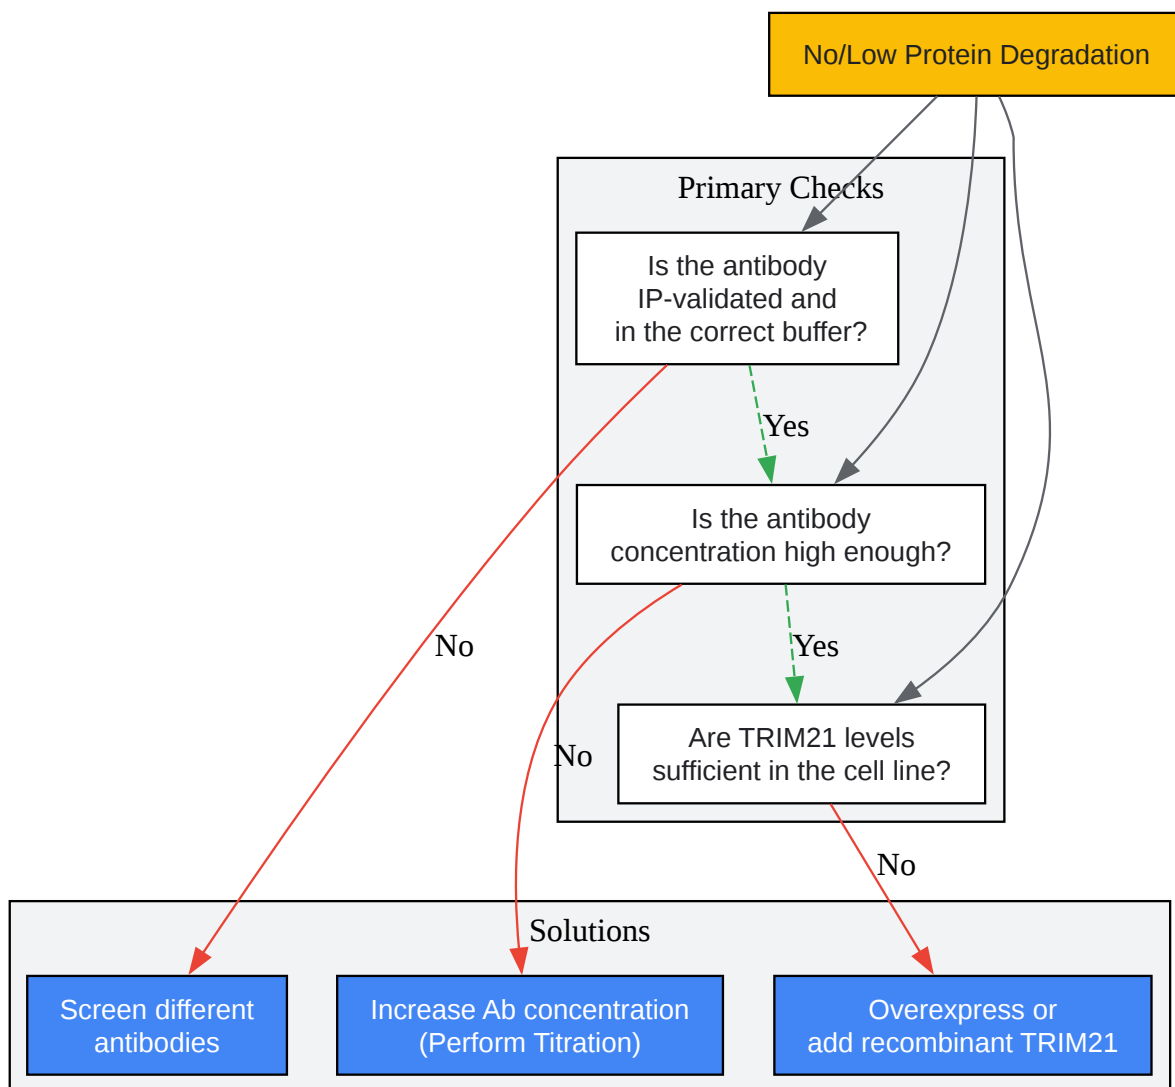 No/Low Protein Degradation
Primary Checks
Is the antibody
IP-validated and
in the correct buffer?
Yes
Is the antibody
concentration high enough?
No
Yes
Are TRIM21 levels
sufficient in the cell line?
No
No
Solutions
Screen different
antibodies
Increase Ab concentration
(Perform Titration)
Overexpress or
add recombinant TRIM21